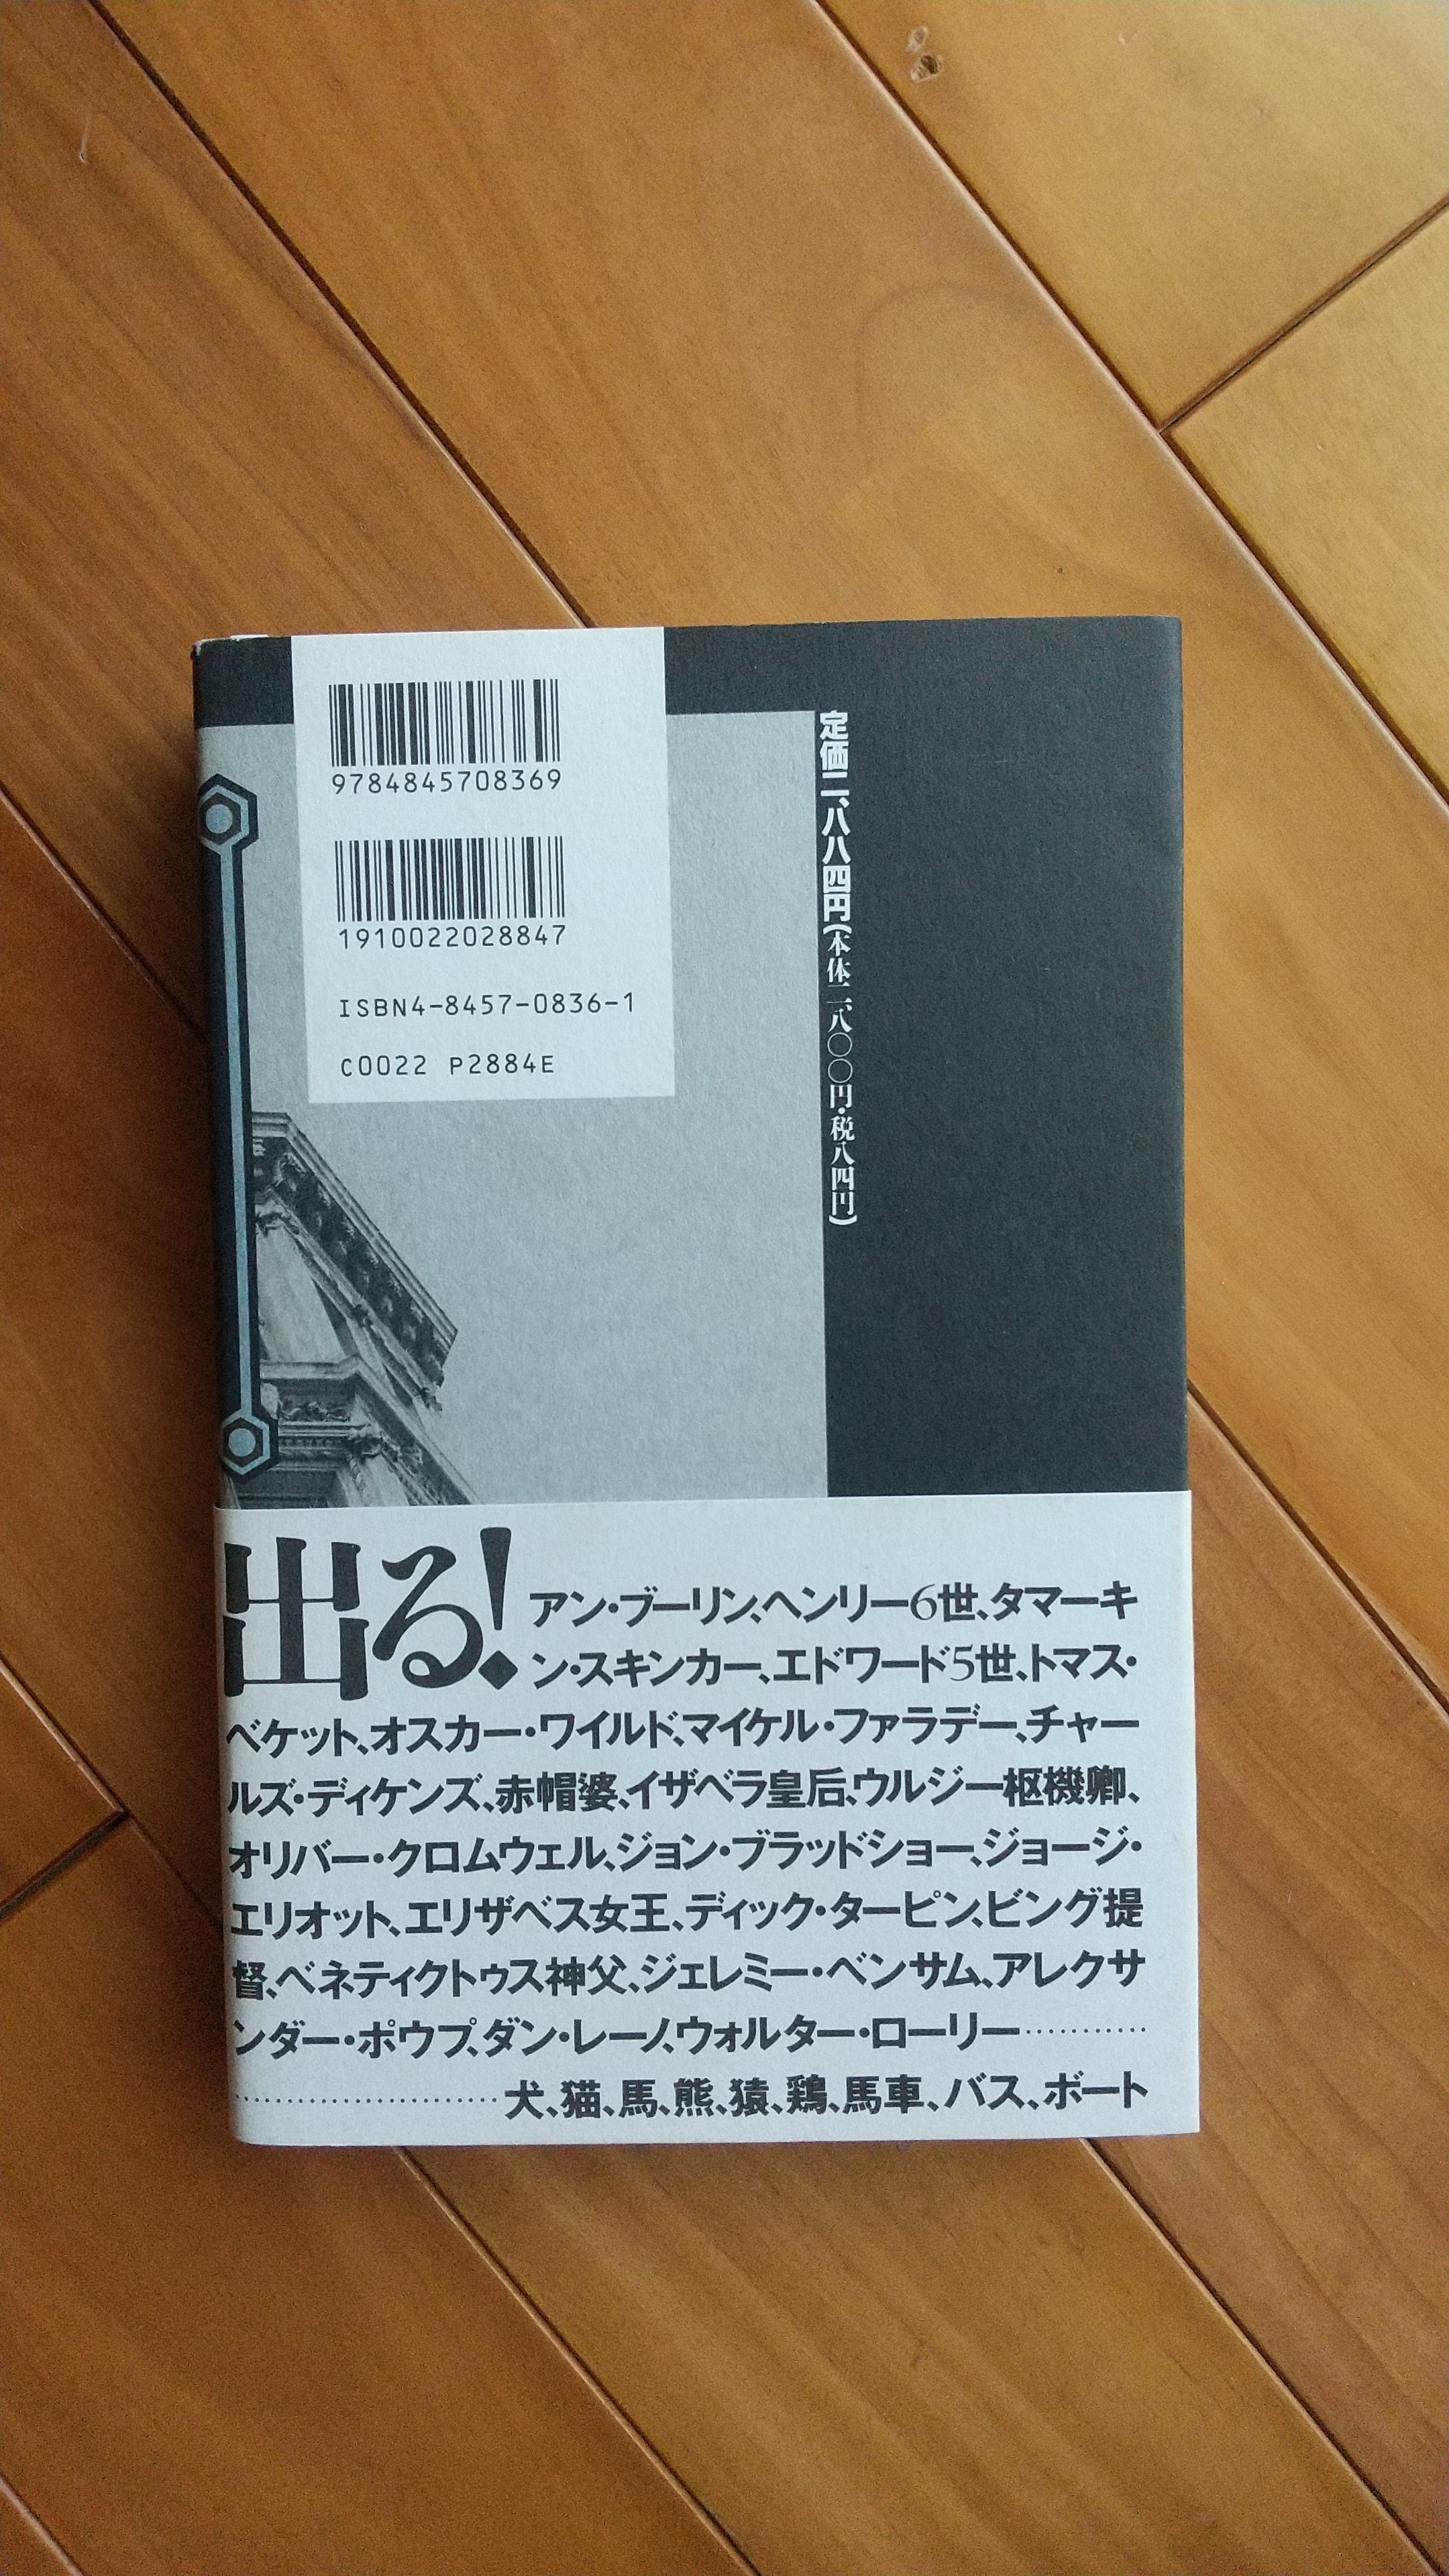 9784845708369
1910022028847
ISBN4-8457-0836-1
C0022 P2884E
定価二、八八四円(本体二、八〇〇円・税八四円)
出る!
アン・ブーリン、ヘンリー6世、タマーキ
ン・スキンカー、エドワード5世、トマス・
ベケット、オスカー・ワイルド、マイケル・ファラデー、チャー
ルズ・ディケンズ、赤帽婆、イザベラ皇后、ウルジー枢機卿、
オリバー・クロムウェル、ジョン・ブラッドショー、ジョージ・
エリオット、エリザベス女王、ディック・ターピン、ビング提
督、ベネティクトゥス神父、ジェレミー・ベンサム、アレクサ
ンダー・ポウプ、ダン・レーノ、ウォルター・ローリー…………
……………………犬、猫、馬、熊、猿、鶏、馬車、バス、ボート